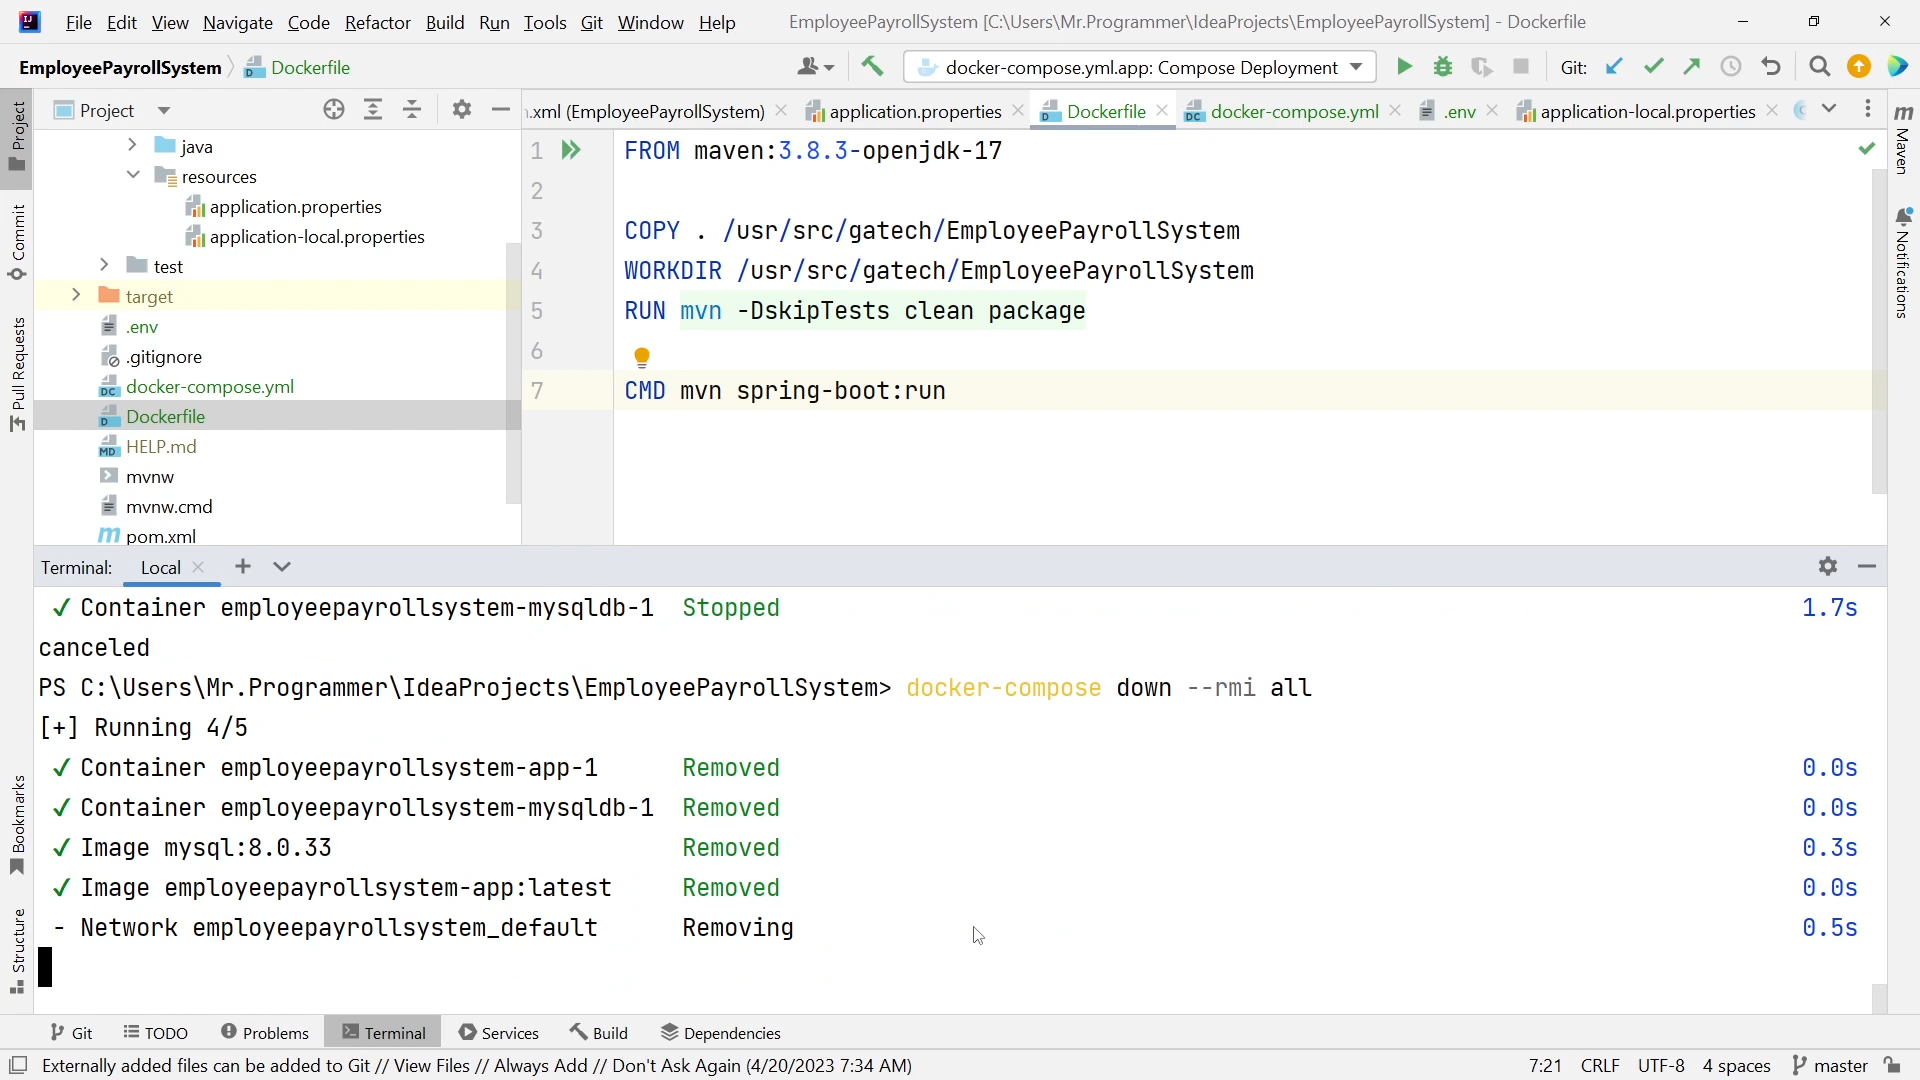 File Edit View Navigate Code Refactor Build Run Tools Git Window Help EmployeePayrollSystem [C:\Users\Mr.Programmer\IdeaProjects\EmployeePayrollSystem] - Dockerfile
EmployeePayrollSystem Dockerfile docker-compose.yml.app: Compose Deployment Git:
Project
.xml (EmployeePayrollSystem) application.properties Dockerfile docker-compose.yml .env application-local.properties
java
resources
application.properties
application-local.properties
test
target
.env
.gitignore
docker-compose.yml
Dockerfile
HELP.md
mvnw
mvnw.cmd
pom.xml
1 FROM maven:3.8.3-openjdk-17
2
3 COPY . /usr/src/gatech/EmployeePayrollSystem
4 WORKDIR /usr/src/gatech/EmployeePayrollSystem
5 RUN mvn -DskipTests clean package
6
7 CMD mvn spring-boot:run
Project
Commit
Pull Requests
Bookmarks
Structure
Maven
Notifications
Terminal: Local
✓ Container employeepayrollsystem-mysqldb-1 Stopped 1.7s
canceled
PS C:\Users\Mr.Programmer\IdeaProjects\EmployeePayrollSystem> docker-compose down --rmi all
[+] Running 4/5
✓ Container employeepayrollsystem-app-1 Removed 0.0s
✓ Container employeepayrollsystem-mysqldb-1 Removed 0.0s
✓ Image mysql:8.0.33 Removed 0.3s
✓ Image employeepayrollsystem-app:latest Removed 0.0s
- Network employeepayrollsystem_default Removing 0.5s
Git TODO Problems Terminal Services Build Dependencies
Externally added files can be added to Git // View Files // Always Add // Don't Ask Again (4/20/2023 7:34 AM) 7:21 CRLF UTF-8 4 spaces master